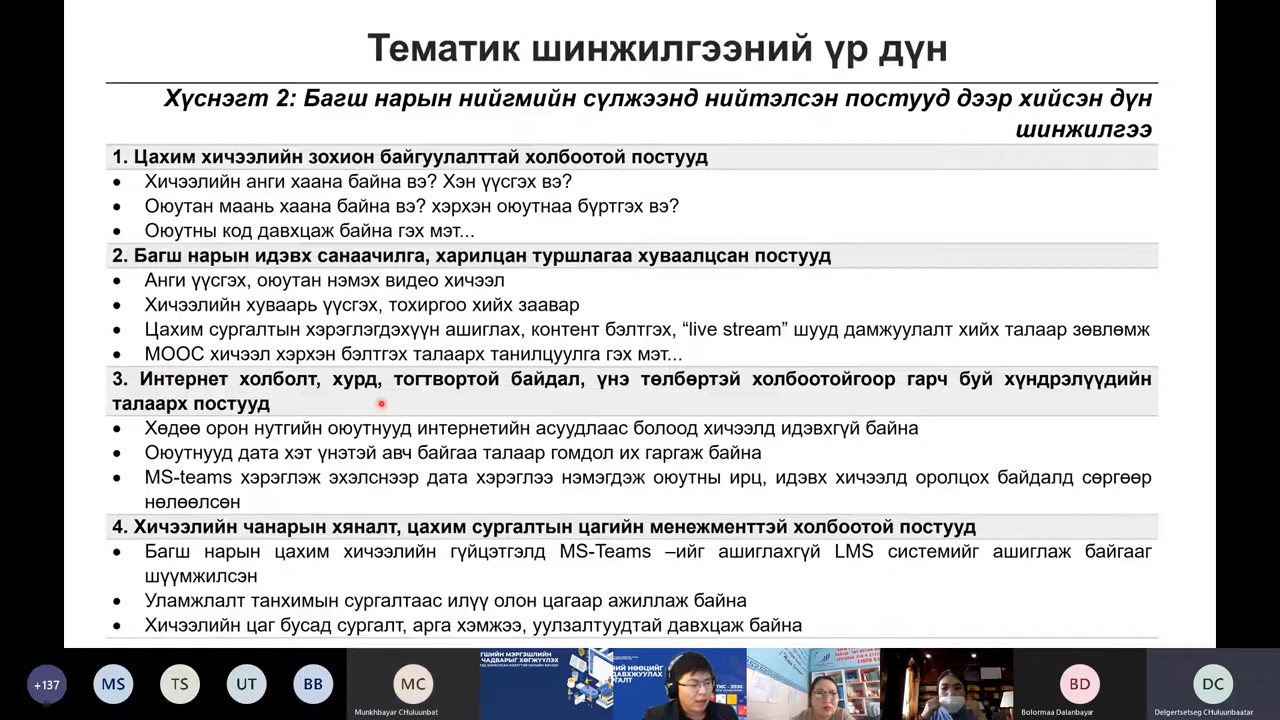 Тематик шинжилгээний үр дүн
Хүснэгт 2: Багш нарын нийгмийн сүлжээнд нийтэлсэн постууд дээр хийсэн дүн
шинжилгээ
1. Цахим хичээлийн зохион байгуулалттай холбоотой постууд
• Хичээлийн анги хаана байна вэ? Хэн үүсгэх вэ?
• Оюутан маань хаана байна вэ? хэрхэн оюутнаа бүртгэх вэ?
• Оюутны код давхцаж байна гэх мэт...
2. Багш нарын идэвх санаачилга, харилцан туршлагаа хуваалцсан постууд
• Анги үүсгэх, оюутан нэмэх видео хичээл
• Хичээлийн хуваарь үүсгэх, тохиргоо хийх заавар
• Цахим сургалтын хэрэглэгдэхүүн ашиглах, контент бэлтгэх, “live stream” шууд дамжуулалт хийх талаар зөвлөмж
• MOOC хичээл хэрхэн бэлтгэх талаарх танилцуулга гэх мэт...
3. Интернет холболт, хурд, тогтвортой байдал, үнэ төлбөртэй холбоотойгоор гарч буй хүндрэлүүдийн
талаарх постууд
• Хөдөө орон нутгийн оюутнууд интернетийн асуудлаас болоод хичээлд идэвхгүй байна
• Оюутнууд дата хэт үнэтэй авч байгаа талаар гомдол их гаргаж байна
• MS-teams хэрэглэж эхэлснээр дата хэрэглээ нэмэгдэж оюутны ирц, идэвх хичээлд оролцох байдалд сөргөөр
нөлөөлсөн
4. Хичээлийн чанарын хяналт, цахим сургалтын цагийн менежменттэй холбоотой постууд
• Багш нарын цахим хичээлийн гүйцэтгэлд MS-Teams –ийг ашиглахгүй LMS системийг ашиглаж байгааг
шүүмжилсэн
• Уламжлалт танхимын сургалтаас илүү олон цагаар ажиллаж байна
• Хичээлийн цаг бусад сургалт, арга хэмжээ, уулзалтуудтай давхцаж байна
+137
MS
TS
UT
BB
MC
BD
DC
Munkhbayar CHuluunbat
Bolormaa Dalanbayar
Delgertsetseg CHuluunbaatar